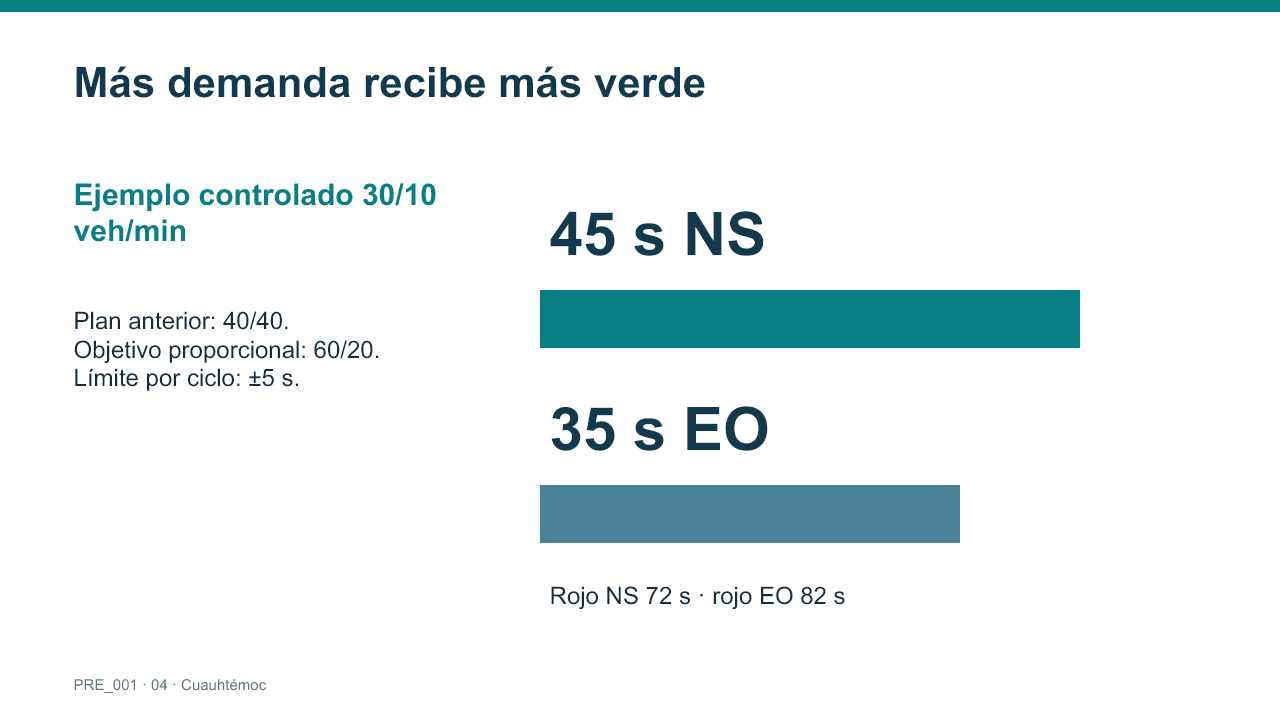 Más demanda recibe más verde
Ejemplo controlado 30/10
veh/min
Plan anterior: 40/40.
Objetivo proporcional: 60/20.
Límite por ciclo: ±5 s.
45 s NS
35 s EO
Rojo NS 72 s · rojo EO 82 s
PRE_001 · 04 · Cuauhtémoc